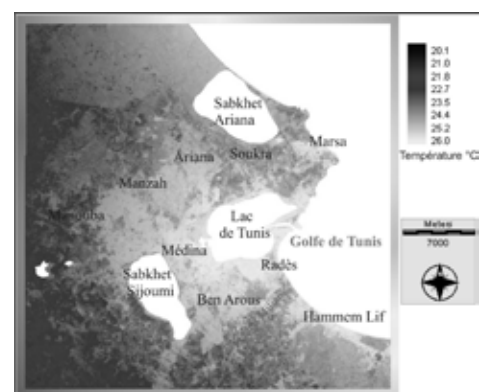 Sabkhet
Ariana
Marsa
Ariana
Soukra
Manzah
Manouba
Lac
de Tunis
Golfe de Tunis
Médina
Radès
Sabkhet
Sijoumi
Ben Arous
Hammem Lif
20.1
21.0
21.8
22.7
23.5
24.4
25.2
26.0
Température °C
7000